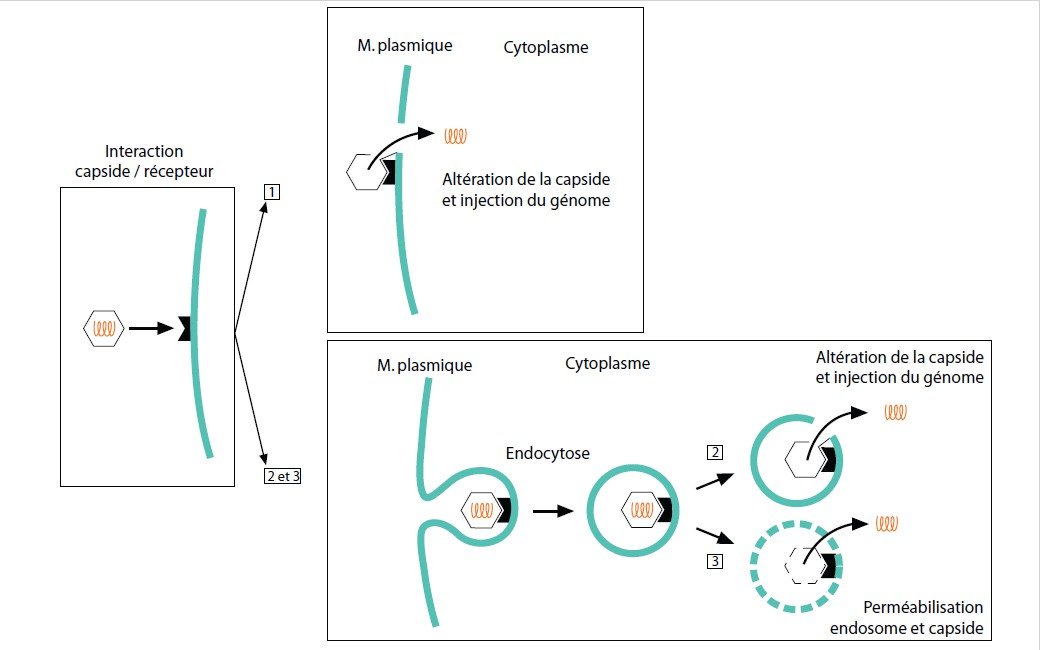 M. plasmique
Cytoplasme
Altération de la capside
et injection du génome
Interaction
capside / récepteur
1
2 et 3
M. plasmique
Cytoplasme
Altération de la capside
et injection du génome
Endocytose
2
3
Perméabilisation
endosome et capside